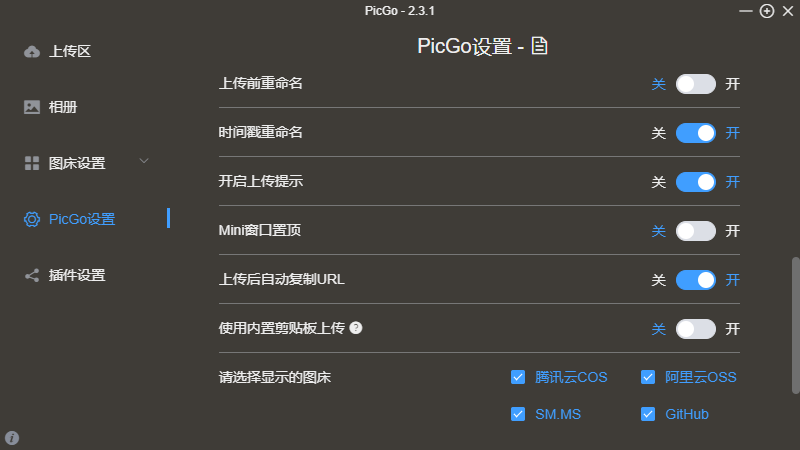 PicGo - 2.3.1
上传区
相册
图床设置
PicGo设置
插件设置
PicGo设置 -
上传前重命名 关 开
时间戳重命名 关 开
开启上传提示 关 开
Mini窗口置顶 关 开
上传后自动复制URL 关 开
使用内置剪贴板上传 ? 关 开
请选择显示的图床 腾讯云COS 阿里云OSS
SM.MS GitHub
i